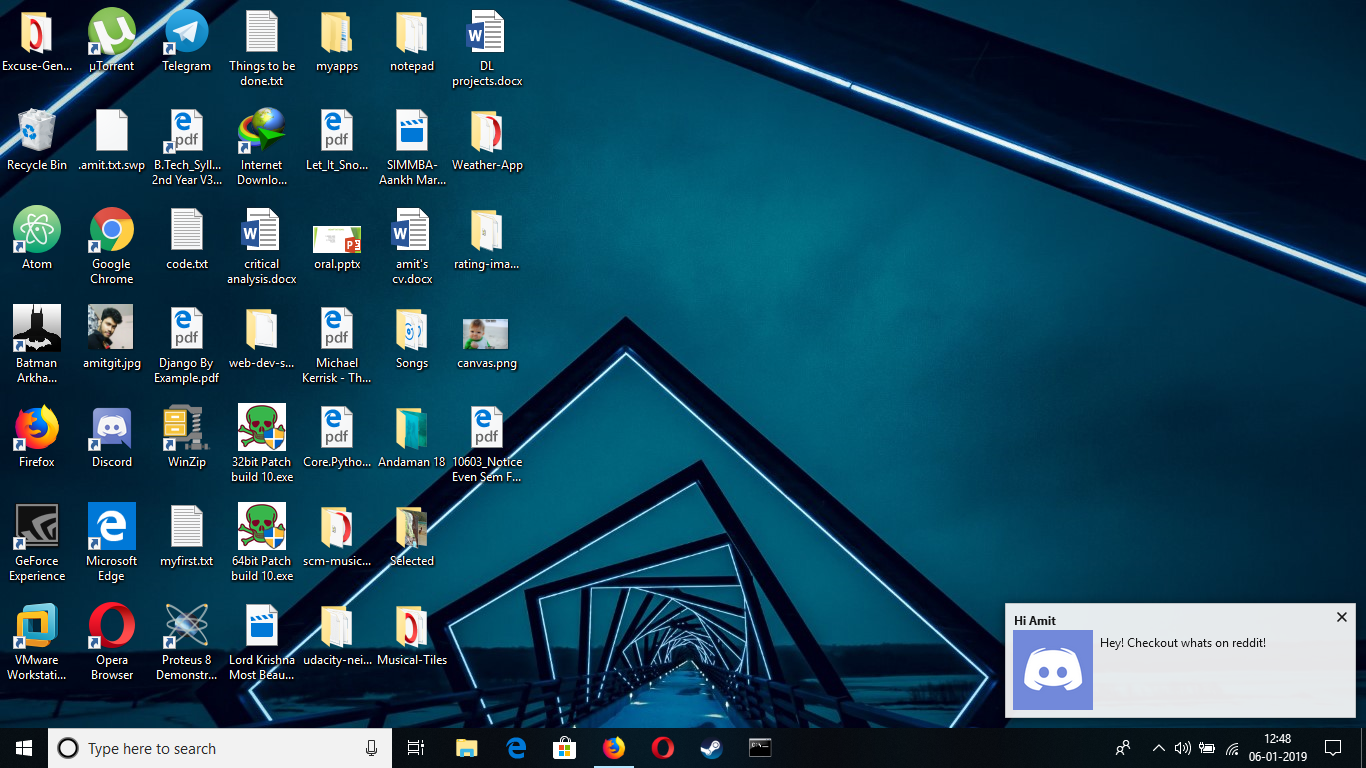 Excuse-Gen...
µTorrent
Telegram
Things to be
done.txt
myapps
notepad
DL
projects.docx
Recycle Bin
.amit.txt.swp
B.Tech_Syll...
2nd Year V3...
Internet
Downlo...
Let_It_Sno...
SIMMBA-
Aankh Mar...
Weather-App
Atom
Google
Chrome
code.txt
critical
analysis.docx
oral.pptx
amit's
cv.docx
rating-ima...
Batman
Arkha...
amitgit.jpg
Django By
Example.pdf
web-dev-s...
Michael
Kerrisk - Th...
Songs
canvas.png
Firefox
Discord
WinZip
32bit Patch
build 10.exe
Core.Pytho...
Andaman 18
10603_Notice
Even Sem F...
GeForce
Experience
Microsoft
Edge
myfirst.txt
64bit Patch
build 10.exe
scm-music...
Selected
VMware
Workstati...
Opera
Browser
Proteus 8
Demonstr...
Lord Krishna
Most Beau...
udacity-nei...
Musical-Tiles
Hi Amit
Hey! Checkout whats on reddit!
Type here to search
12:48
06-01-2019